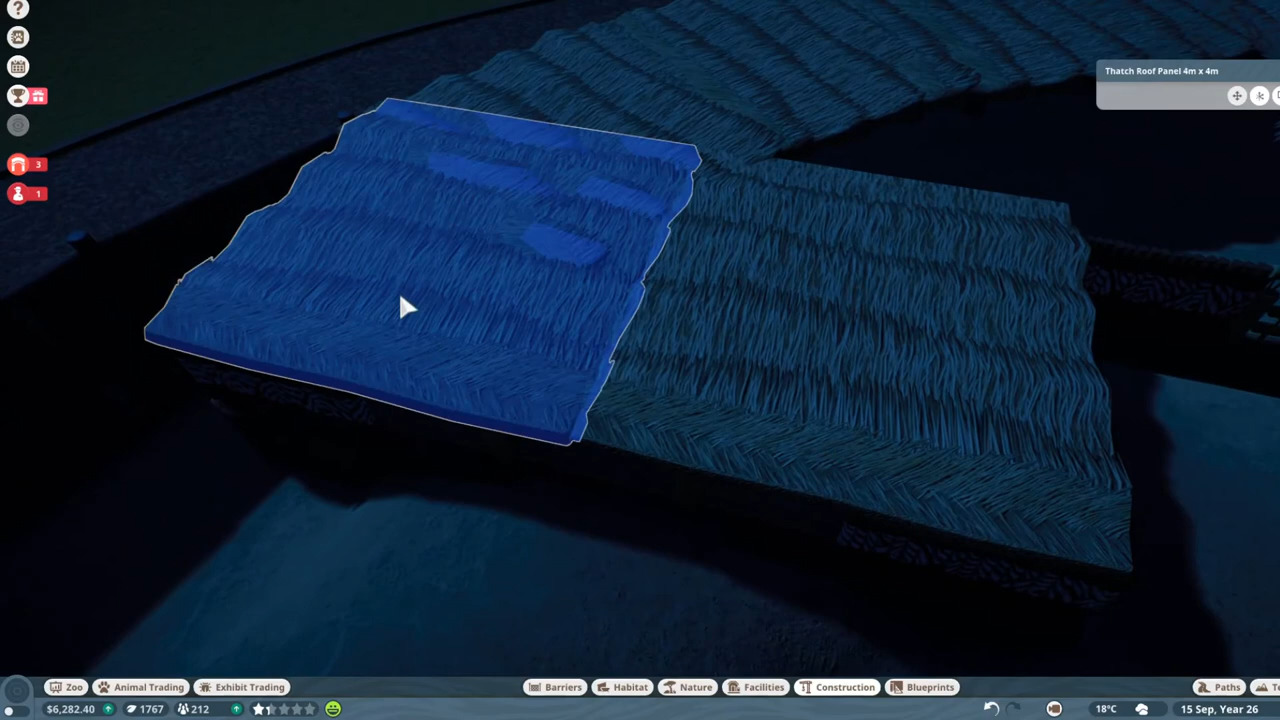 ?
Thatch Roof Panel 4m x 4m
3
1
Zoo
Animal Trading
Exhibit Trading
Barriers
Habitat
Nature
Facilities
Construction
Blueprints
Paths
$6,282.40
1767
212
18°C
15 Sep, Year 26